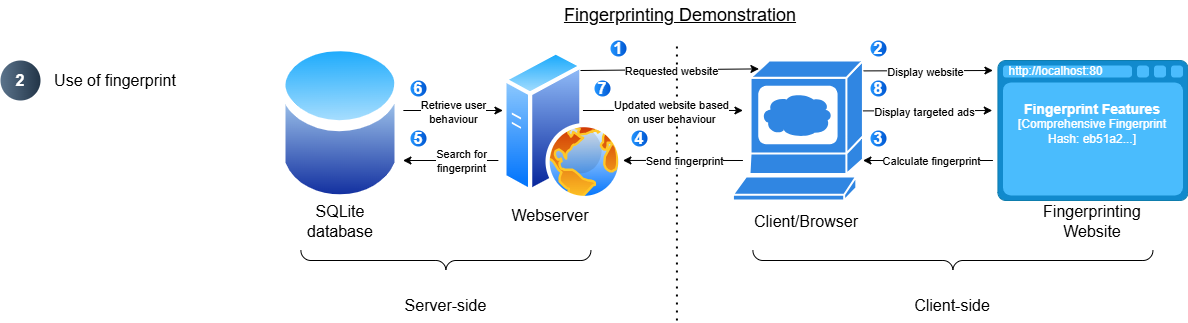 Fingerprinting Demonstration
2
Use of fingerprint
1
Requested website
2
Display website
http://localhost:80
6
Retrieve user
behaviour
7
Updated website based
on user behaviour
8
Display targeted ads
Fingerprint Features
[Comprehensive Fingerprint
Hash: eb51a2...]
5
Search for
fingerprint
4
Send fingerprint
3
Calculate fingerprint
SQLite
database
Webserver
Client/Browser
Fingerprinting
Website
Server-side
Client-side